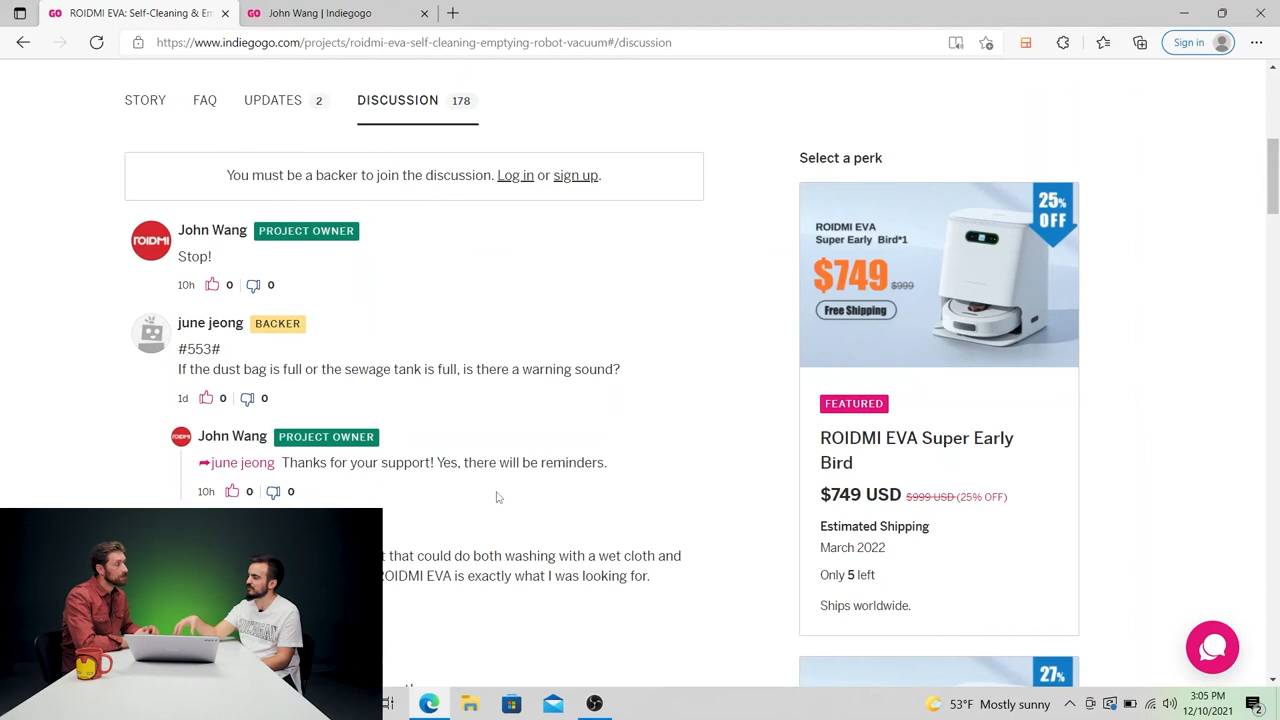 ROIDMI EVA: Self-Cleaning & E
John Wang | Indiegogo
https://www.indiegogo.com/projects/roidmi-eva-self-cleaning-emptying-robot-vacuum#/discussion
Sign in
STORY FAQ UPDATES 2 DISCUSSION 178
You must be a backer to join the discussion. Log in or sign up.
ROIDMI
John Wang PROJECT OWNER
Stop!
10h 0 0
june jeong BACKER
#553#
If the dust bag is full or the sewage tank is full, is there a warning sound?
1d 0 0
ROIDMI
John Wang PROJECT OWNER
june jeong Thanks for your support! Yes, there will be reminders.
10h 0 0
t that could do both washing with a wet cloth and
ROIDMI EVA is exactly what I was looking for.
Select a perk
ROIDMI EVA
Super Early Bird*1
$749 $999
Free Shipping
25%
OFF
FEATURED
ROIDMI EVA Super Early
Bird
$749 USD $999 USD (25% OFF)
Estimated Shipping
March 2022
Only 5 left
Ships worldwide.
27%
53°F Mostly sunny
3:05 PM
12/10/2021
2